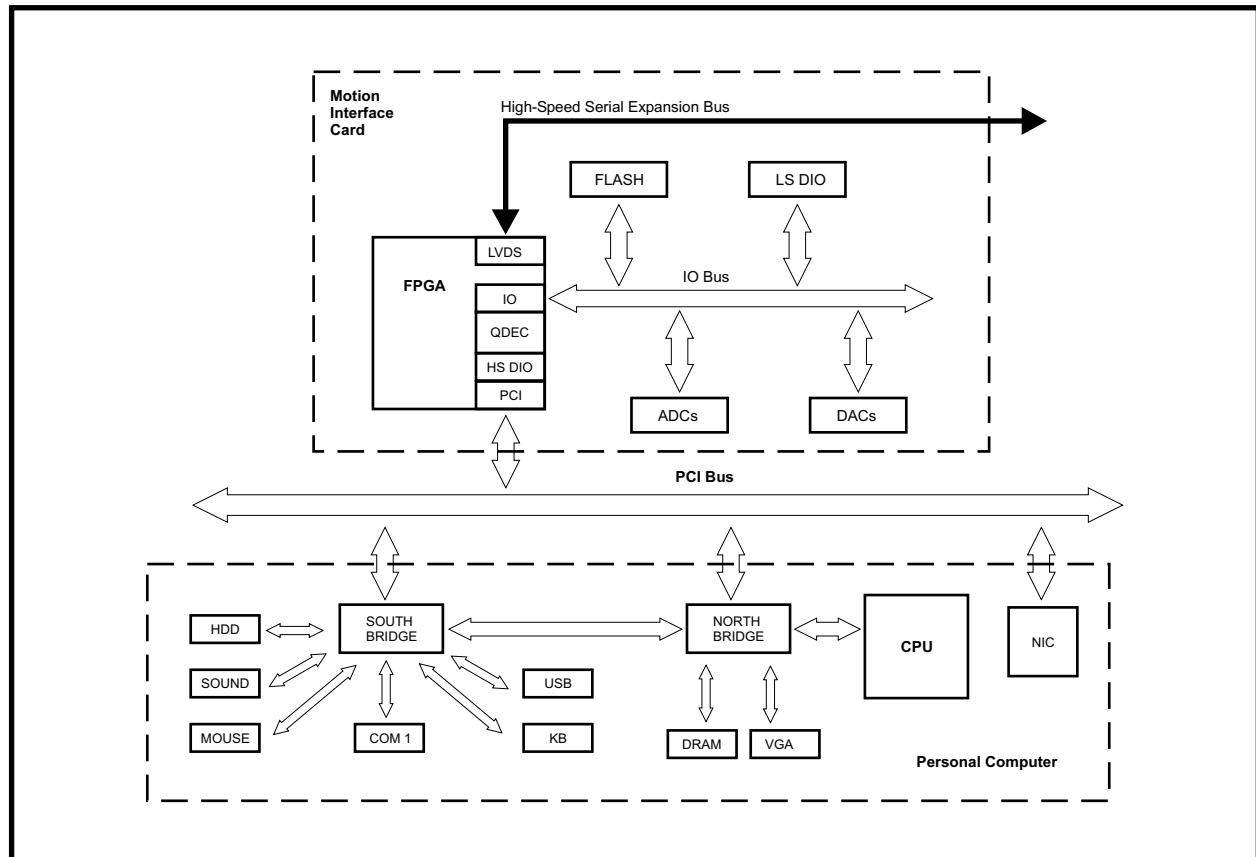 Motion
Interface
Card
High-Speed Serial Expansion Bus
FLASH
LS DIO
LVDS
FPGA
IO Bus
IO
QDEC
HS DIO
PCI
ADCs
DACs
PCI Bus
HDD
SOUTH
BRIDGE
NORTH
BRIDGE
CPU
NIC
SOUND
USB
MOUSE
COM 1
KB
DRAM
VGA
Personal Computer